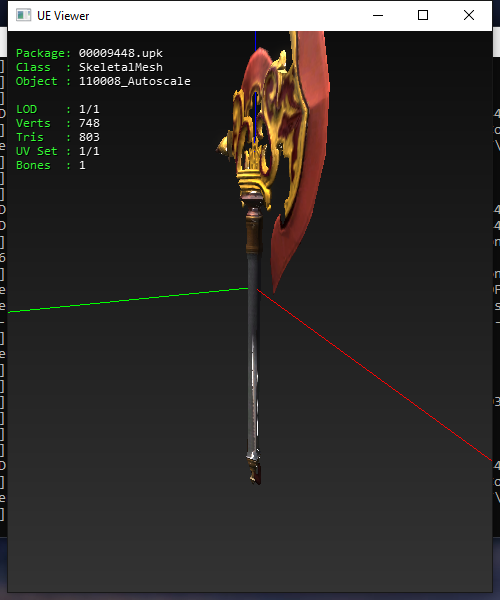 UE Viewer
Package: 00009448.upk
Class  : SkeletalMesh
Object : 110008_Autoscale
LOD    : 1/1
Verts  : 748
Tris   : 803
UV Set : 1/1
Bones  : 1